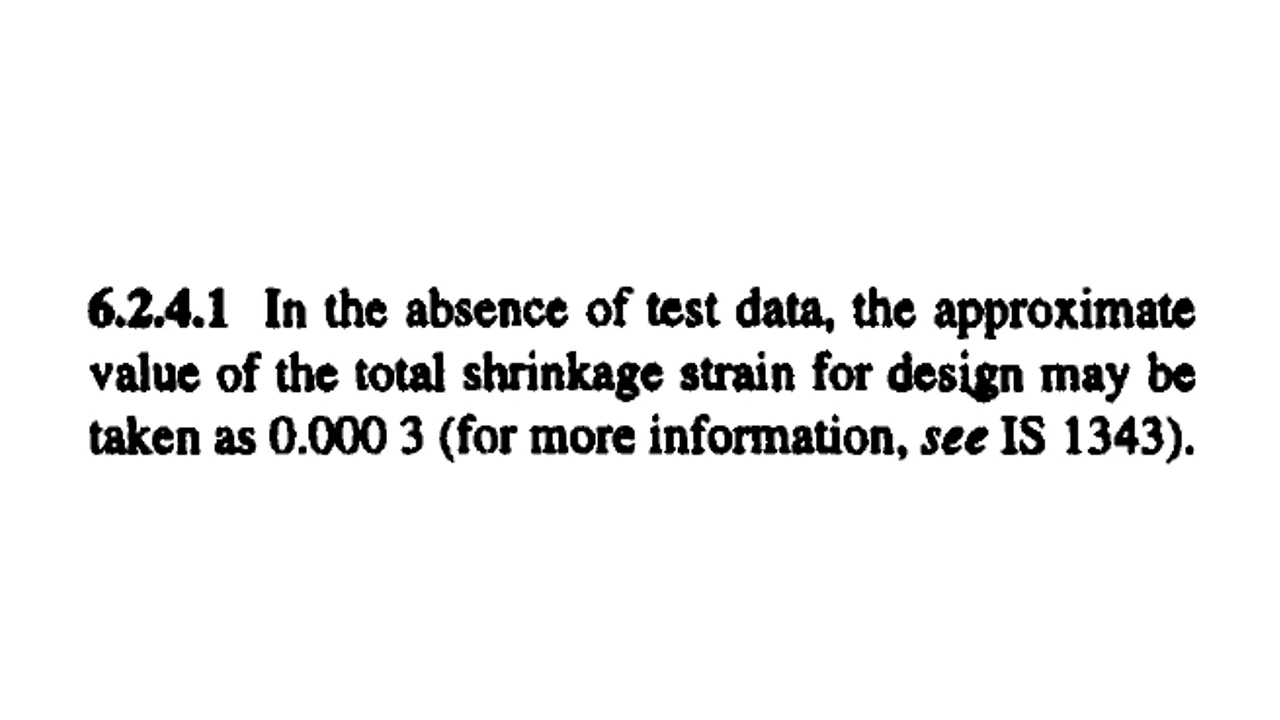 6.2.4.1 In the absence of test data, the approximate
value of the total shrinkage strain for design may be
taken as 0.000 3 (for more information, see IS 1343).